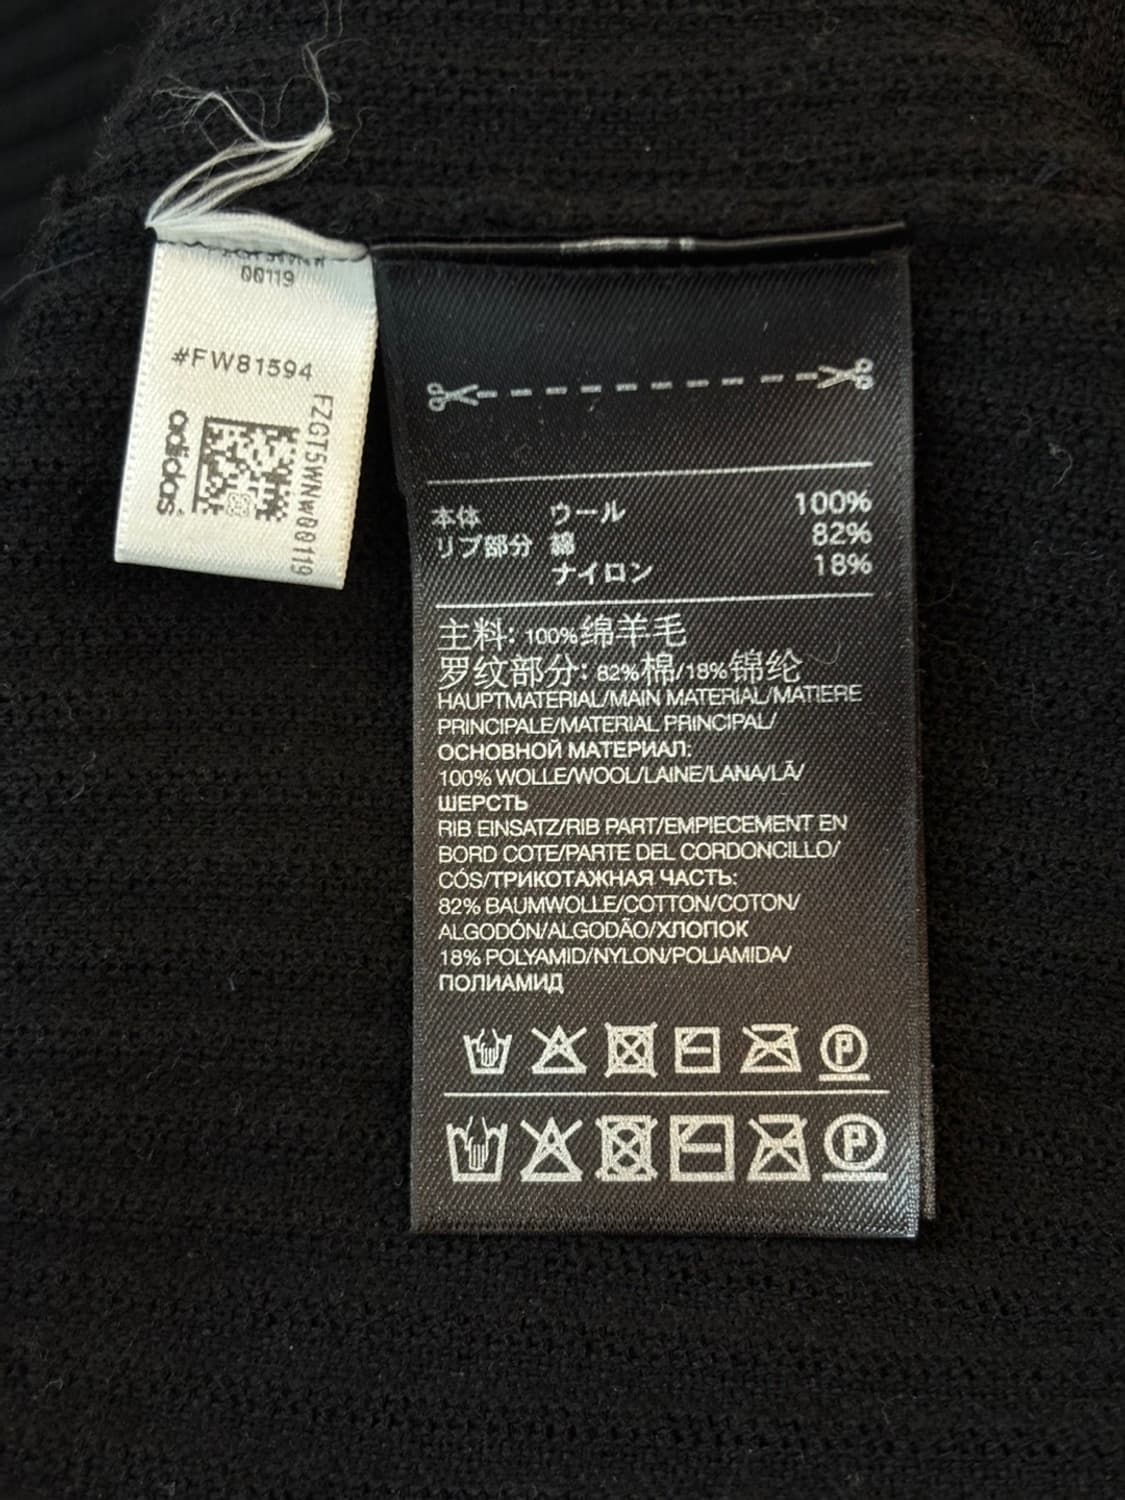 00119
#FW81594
FZGT5WNW00119
adidas
本体 ウール 100%
リブ部分 綿 82%
ナイロン 18%
主料: 100%绵羊毛
罗纹部分: 82%棉/18%锦纶
HAUPTMATERIAL/MAIN MATERIAL/MATIERE
PRINCIPALE/MATERIAL PRINCIPAL/
ОСНОВНОЙ МАТЕРИАЛ:
100% WOLLE/WOOL/LAINE/LANA/LÃ/
ШЕРСТЬ
RIB EINSATZ/RIB PART/EMPIECEMENT EN
BORD COTE/PARTE DEL CORDONCILLO/
CÓS/ТРИКОТАЖНАЯ ЧАСТЬ:
82% BAUMWOLLE/COTTON/COTON/
ALGODÓN/ALGODÃO/ХЛОПОК
18% POLYAMID/NYLON/POLIAMIDA/
ПОЛИАМИД
P
P